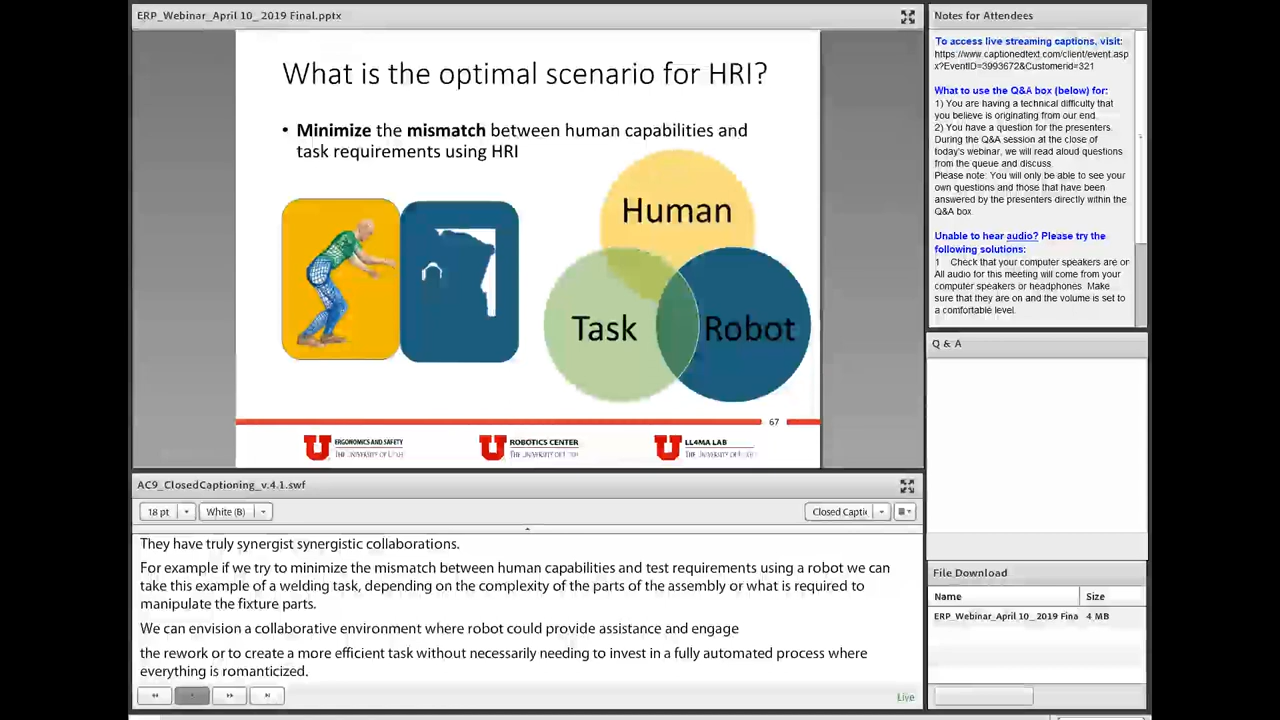 ERP_Webinar_April 10_ 2019 Final.pptx
What is the optimal scenario for HRI?
• Minimize the mismatch between human capabilities and
task requirements using HRI
Human
Task
Robot
67
ERGONOMICS AND SAFETY
THE UNIVERSITY OF UTAH
ROBOTICS CENTER
THE UNIVERSITY OF UTAH
LL4MA LAB
THE UNIVERSITY OF UTAH
Notes for Attendees
To access live streaming captions, visit:
https://www.captionedtext.com/client/event.asp
x?EventID=3993672&Customerid=321
What to use the Q&A box (below) for:
1) You are having a technical difficulty that
you believe is originating from our end.
2) You have a question for the presenters.
During the Q&A session at the close of
today's webinar, we will read aloud questions
from the queue and discuss.
Please note: You will only be able to see your
own questions and those that have been
answered by the presenters directly within the
Q&A box
Unable to hear audio? Please try the
following solutions:
1 Check that your computer speakers are or
All audio for this meeting will come from your
computer speakers or headphones. Make
sure that they are on and the volume is set to
a comfortable level.
Q & A
AC9_ClosedCaptioning_v.4.1.swf
18 pt
White (B)
Closed Capti
They have truly synergist synergistic collaborations.
For example if we try to minimize the mismatch between human capabilities and test requirements using a robot we can
take this example of a welding task, depending on the complexity of the parts of the assembly or what is required to
manipulate the fixture parts.
We can envision a collaborative environment where robot could provide assistance and engage
the rework or to create a more efficient task without necessarily needing to invest in a fully automated process where
everything is romanticized.
Live
File Download
Name Size
ERP_Webinar_April 10_ 2019 Fina 4 MB